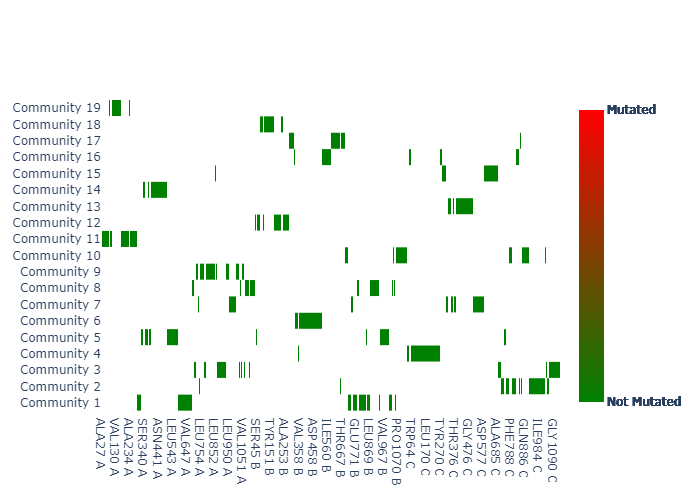 Community 19
Community 18
Community 17
Community 16
Community 15
Community 14
Community 13
Community 12
Community 11
Community 10
Community 9
Community 8
Community 7
Community 6
Community 5
Community 4
Community 3
Community 2
Community 1
ALA27 A
VAL130 A
ALA234 A
SER340 A
ASN441 A
LEU543 A
VAL647 A
LEU754 A
LEU852 A
LEU950 A
VAL1051 A
SER45 B
TYR151 B
ALA253 B
VAL358 B
ASP458 B
ILE560 B
THR667 B
GLU771 B
LEU869 B
VAL967 B
PRO1070 B
TRP64 C
LEU170 C
TYR270 C
THR376 C
GLY476 C
ASP577 C
ALA685 C
PHE788 C
GLN886 C
ILE984 C
GLY1090 C
Mutated
Not Mutated